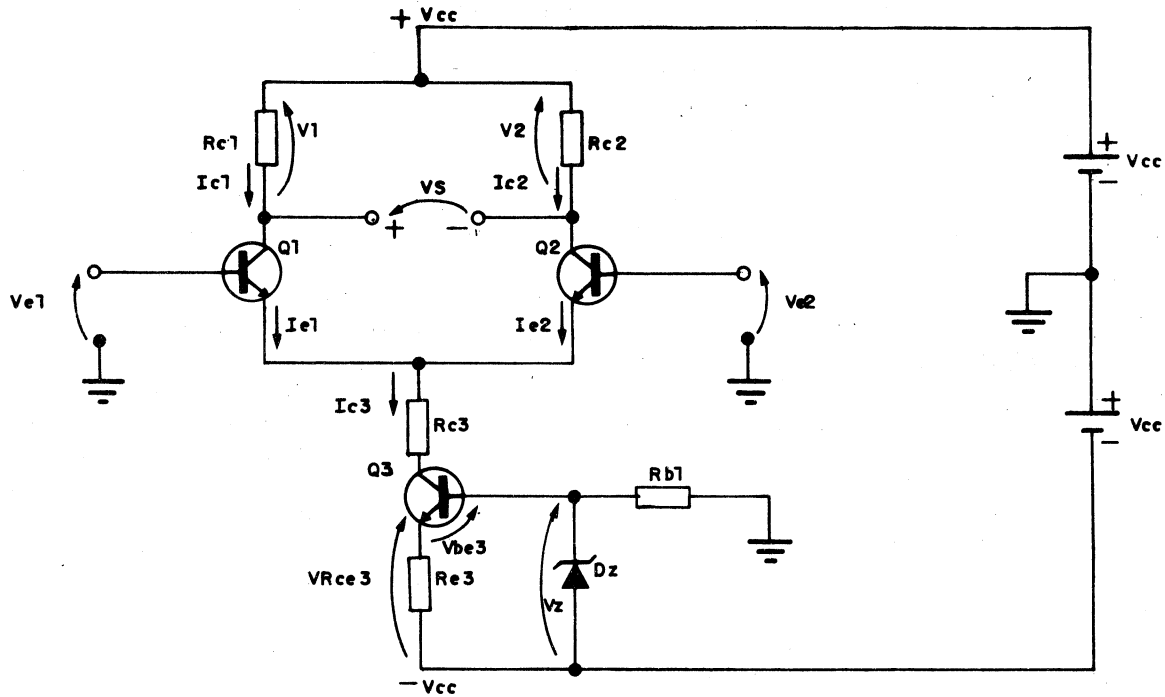 + Vcc
Rc1
V1
V2
Rc2
+
Vcc
−
Ic1
VS
Ic2
+
−
Q1
Q2
Ve1
Ie1
Ie2
Ve2
Ic3
Rc3
+
Vcc
−
Q3
Rb1
Vbe3
VRce3
Re3
Vz
Dz
− Vcc